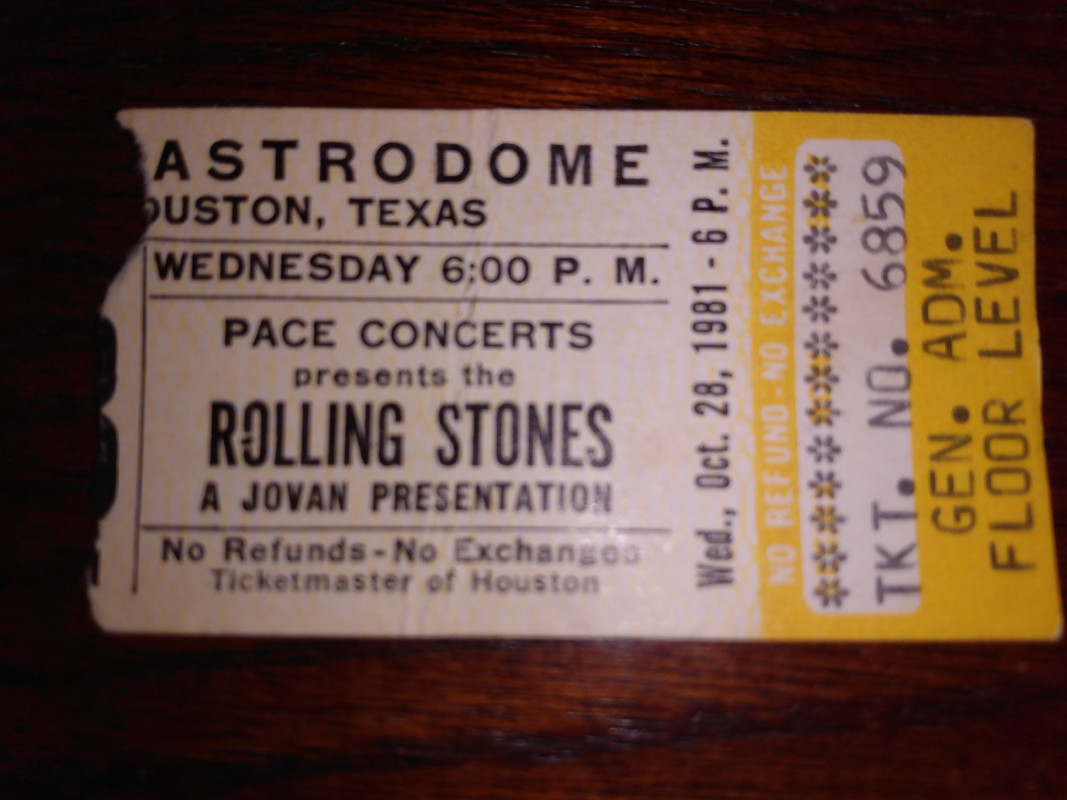 ASTRODOME
OUSTON, TEXAS
WEDNESDAY 6:00 P. M.
PACE CONCERTS
presents the
ROLLING STONES
A JOVAN PRESENTATION
No Refunds-No Exchanges
Ticketmaster of Houston
Wed., Oct. 28, 1981 - 6 P. M.
NO REFUND-NO EXCHANGE
************
TKT. NO. 6859
GEN. ADM.
FLOOR LEVEL